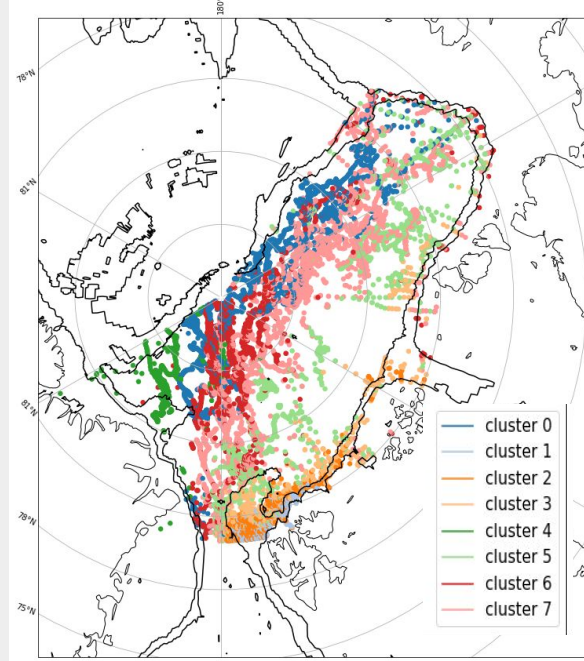 180°
78°N
81°N
81°N
78°N
75°N
cluster 0
cluster 1
cluster 2
cluster 3
cluster 4
cluster 5
cluster 6
cluster 7